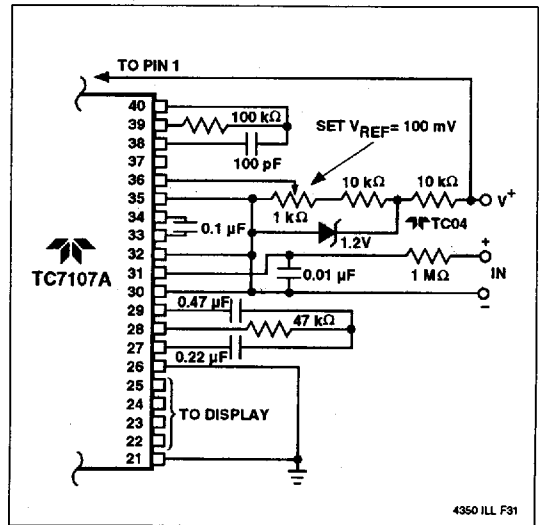 TO PIN 1
40
39
100 kΩ
38
100 pF
37
SET VREF = 100 mV
36
35
1 kΩ
10 kΩ
10 kΩ
V+
34
0.1 µF
33
1.2V
TC04
32
31
0.01 µF
1 MΩ
+
IN
–
TC7107A
30
29
0.47 µF
28
47 kΩ
27
0.22 µF
26
25
24
TO DISPLAY
23
22
21
4350 ILL F31